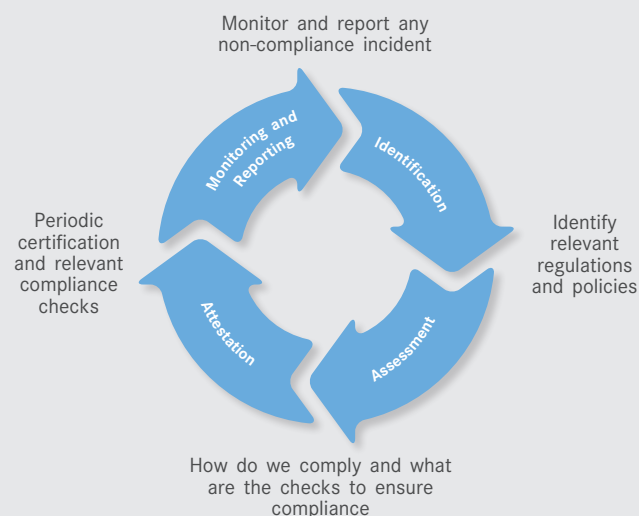 Monitor and report any
non-compliance incident
Monitoring and
Reporting
Identification
Periodic
certification
and relevant
compliance
checks
Identify
relevant
regulations
and policies
Attestation
Assessment
How do we comply and what
are the checks to ensure
compliance